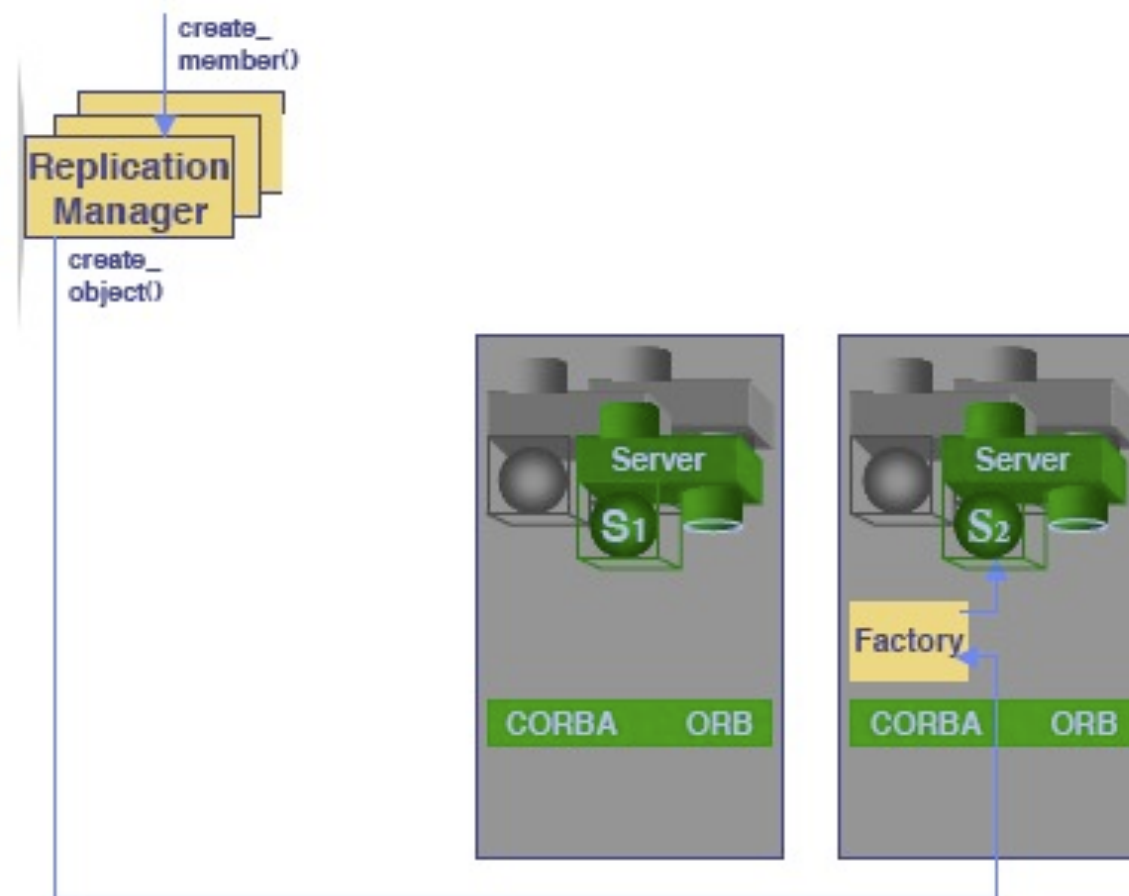 create_
member()
Replication
Manager
create_
object()
Server
S1
CORBA ORB
Server
S2
Factory
CORBA ORB